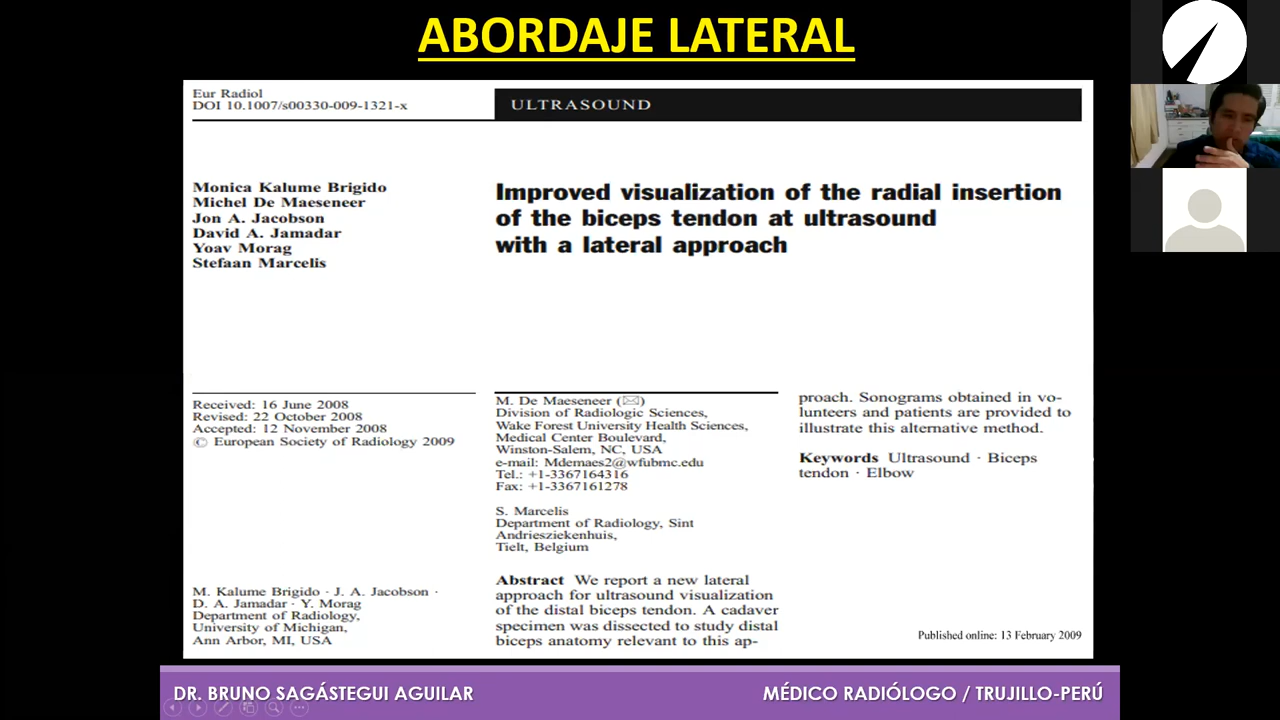 ABORDAJE LATERAL
Eur Radiol
DOI 10.1007/s00330-009-1321-x
ULTRASOUND
Monica Kalume Brigido
Michel De Maeseneer
Jon A. Jacobson
David A. Jamadar
Yoav Morag
Stefaan Marcelis
Improved visualization of the radial insertion
of the biceps tendon at ultrasound
with a lateral approach
Received: 16 June 2008
Revised: 22 October 2008
Accepted: 12 November 2008
© European Society of Radiology 2009
M. Kalume Brigido · J. A. Jacobson ·
D. A. Jamadar · Y. Morag
Department of Radiology,
University of Michigan,
Ann Arbor, MI, USA
M. De Maeseneer (✉)
Division of Radiologic Sciences,
Wake Forest University Health Sciences,
Medical Center Boulevard,
Winston-Salem, NC, USA
e-mail: Mdemaes2@wfubmc.edu
Tel.: +1-3367164316
Fax: +1-3367161278
S. Marcelis
Department of Radiology, Sint
Andriesziekenhuis,
Tielt, Belgium
Abstract We report a new lateral
approach for ultrasound visualization
of the distal biceps tendon. A cadaver
specimen was dissected to study distal
biceps anatomy relevant to this ap-
proach. Sonograms obtained in vo-
lunteers and patients are provided to
illustrate this alternative method.
Keywords Ultrasound · Biceps
tendon · Elbow
Published online: 13 February 2009
DR. BRUNO SAGÁSTEGUI AGUILAR
MÉDICO RADIÓLOGO / TRUJILLO-PERÚ